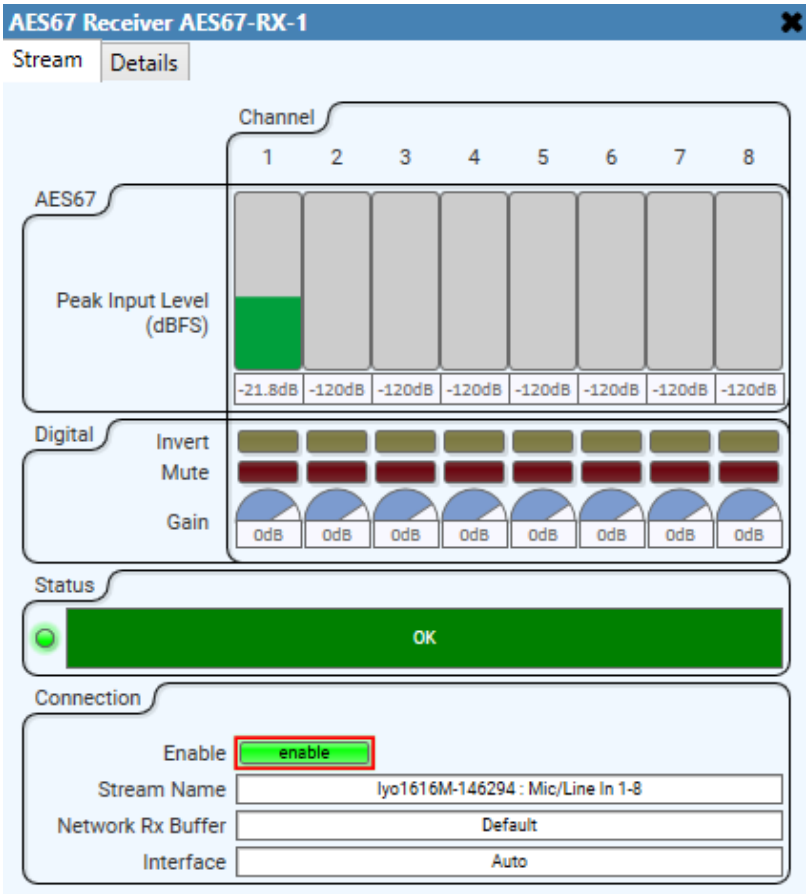 AES67 Receiver AES67-RX-1
Stream Details
Channel
1 2 3 4 5 6 7 8
AES67
Peak Input Level
(dBFS)
-21.8dB -120dB -120dB -120dB -120dB -120dB -120dB -120dB
Digital
Invert
Mute
Gain
0dB 0dB 0dB 0dB 0dB 0dB 0dB 0dB
Status
OK
Connection
Enable enable
Stream Name lyo1616M-146294 : Mic/Line In 1-8
Network Rx Buffer Default
Interface Auto